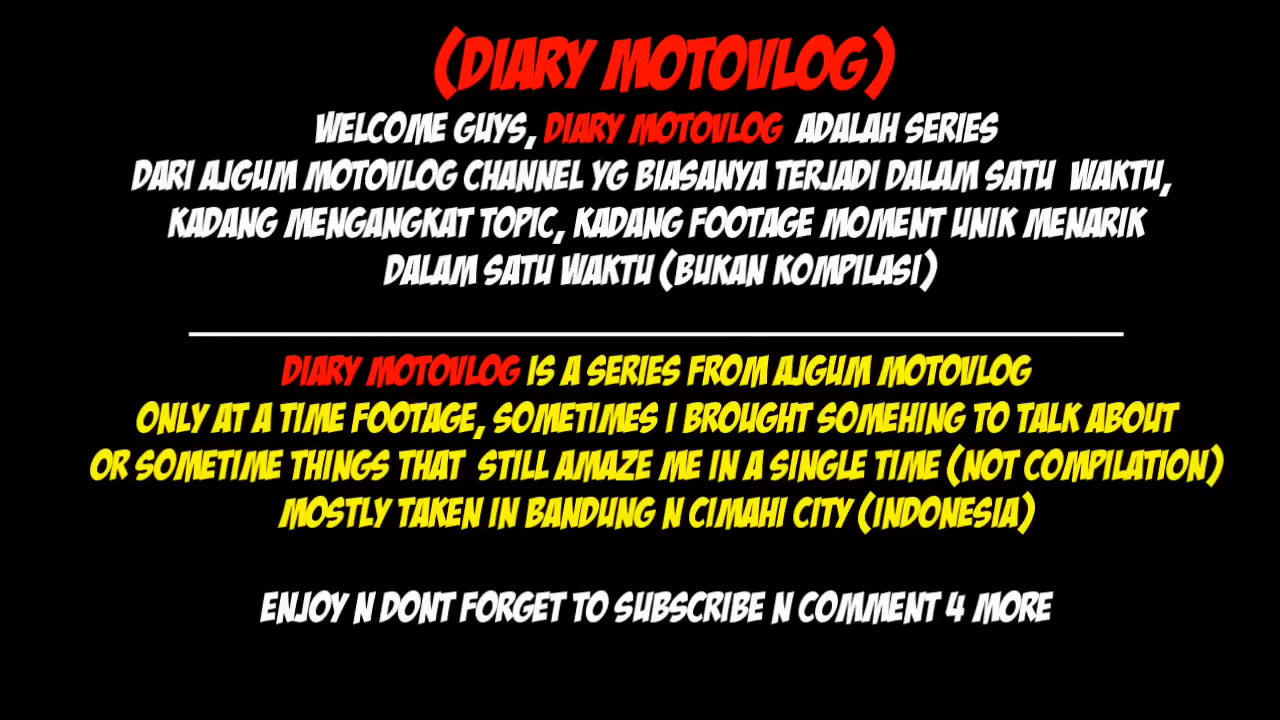 (DIARY MOTOVLOG)
WELCOME GUYS, DIARY MOTOVLOG ADALAH SERIES
DARI AJGUM MOTOVLOG CHANNEL YG BIASANYA TERJADI DALAM SATU WAKTU,
KADANG MENGANGKAT TOPIC, KADANG FOOTAGE MOMENT UNIK MENARIK
DALAM SATU WAKTU (BUKAN KOMPILASI)
DIARY MOTOVLOG IS A SERIES FROM AJGUM MOTOVLOG
ONLY AT A TIME FOOTAGE, SOMETIMES I BROUGHT SOMEHING TO TALK ABOUT
OR SOMETIME THINGS THAT STILL AMAZE ME IN A SINGLE TIME (NOT COMPILATION)
MOSTLY TAKEN IN BANDUNG N CIMAHI CITY (INDONESIA)
ENJOY N DONT FORGET TO SUBSCRIBE N COMMENT 4 MORE